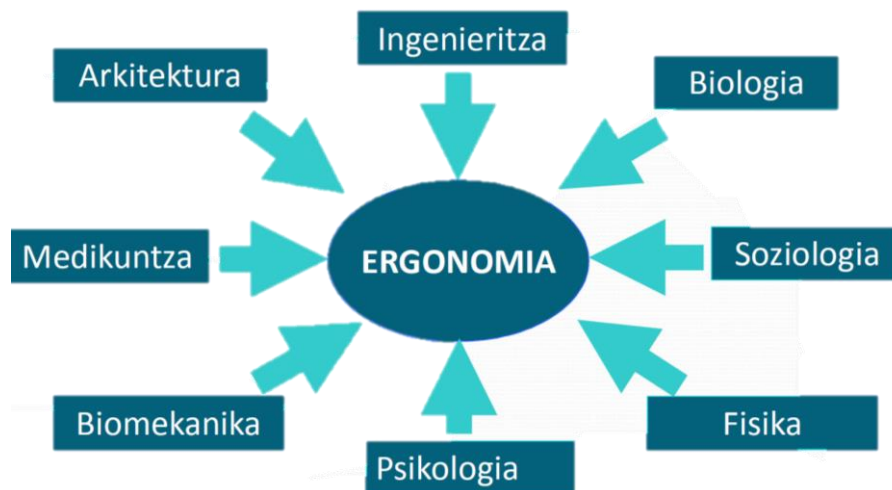 Ingenieritza
Arkitektura
Biologia
Medikuntza
ERGONOMIA
Soziologia
Biomekanika
Fisika
Psikologia